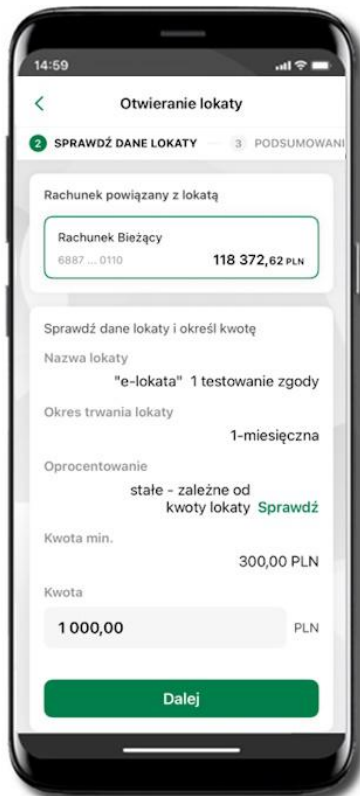 14:59
Otwieranie lokaty
2 SPRAWDŹ DANE LOKATY 3 PODSUMOWANI
Rachunek powiązany z lokatą
Rachunek Bieżący
6887 ... 0110 118 372,62 PLN
Sprawdź dane lokaty i określ kwotę
Nazwa lokaty
"e-lokata" 1 testowanie zgody
Okres trwania lokaty
1-miesięczna
Oprocentowanie
stałe - zależne od
kwoty lokaty Sprawdź
Kwota min.
300,00 PLN
Kwota
1 000,00 PLN
Dalej